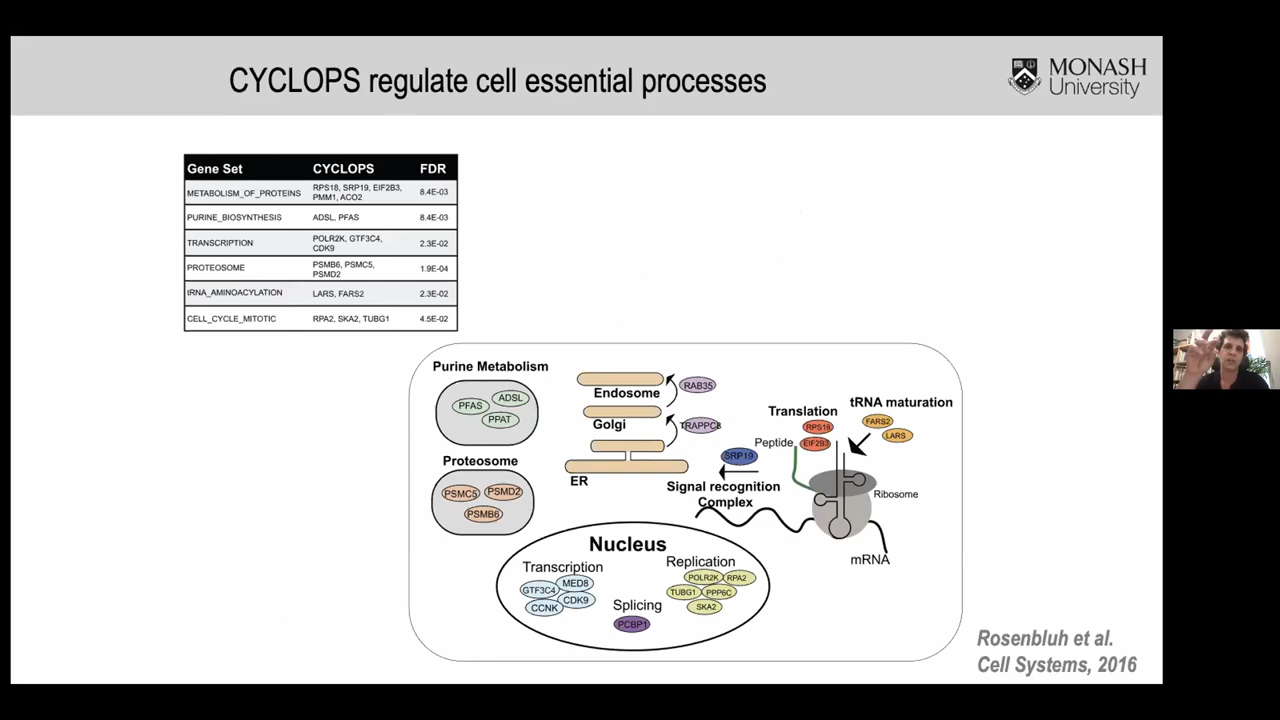 CYCLOPS regulate cell essential processes
MONASH
University
Gene Set CYCLOPS FDR
METABOLISM_OF_PROTEINS RPS18, SRP19, EIF2B3, PMM1, ACO2 8.4E-03
PURINE_BIOSYNTHESIS ADSL, PFAS 8.4E-03
TRANSCRIPTION POLR2K, GTF3C4, CDK9 2.3E-02
PROTEOSOME PSMB6, PSMC5, PSMD2 1.9E-04
tRNA_AMINOACYLATION LARS, FARS2 2.3E-02
CELL_CYCLE_MITOTIC RPA2, SKA2, TUBG1 4.5E-02
Purine Metabolism
PFAS ADSL
PPAT
Proteosome
PSMC5 PSMD2
PSMB6
Endosome
RAB35
Golgi
TRAPPC8
ER
SRP19
Signal recognition
Complex
Translation
RPS18
Peptide EIF2B3
tRNA maturation
FARS2
LARS
Ribosome
mRNA
Nucleus
Transcription
MED8
GTF3C4
CDK9
CCNK
Splicing
PCBP1
Replication
POLR2K RPA2
TUBG1 PPP6C
SKA2
Rosenbluh et al.
Cell Systems, 2016